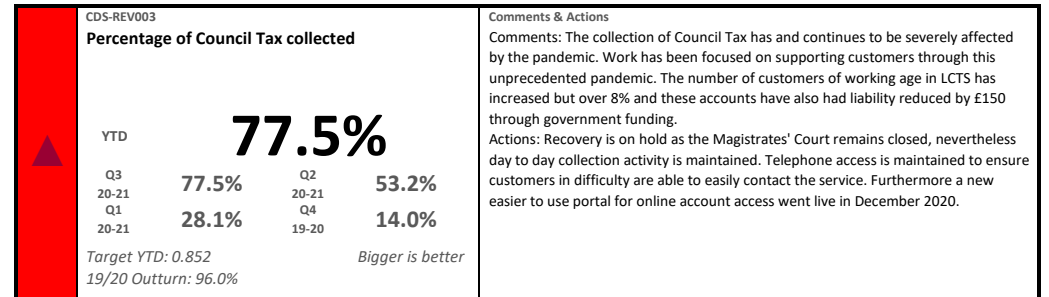 CDS-REV003
Percentage of Council Tax collected
YTD
77.5%
Q3
20-21
77.5%
Q2
20-21
53.2%
Q1
20-21
28.1%
Q4
19-20
14.0%
Target YTD: 0.852
Bigger is better
19/20 Outturn: 96.0%
Comments & Actions
Comments: The collection of Council Tax has and continues to be severely affected
by the pandemic. Work has been focused on supporting customers through this
unprecedented pandemic. The number of customers of working age in LCTS has
increased but over 8% and these accounts have also had liability reduced by £150
through government funding.
Actions: Recovery is on hold as the Magistrates' Court remains closed, nevertheless
day to day collection activity is maintained. Telephone access is maintained to ensure
customers in difficulty are able to easily contact the service. Furthermore a new
easier to use portal for online account access went live in December 2020.